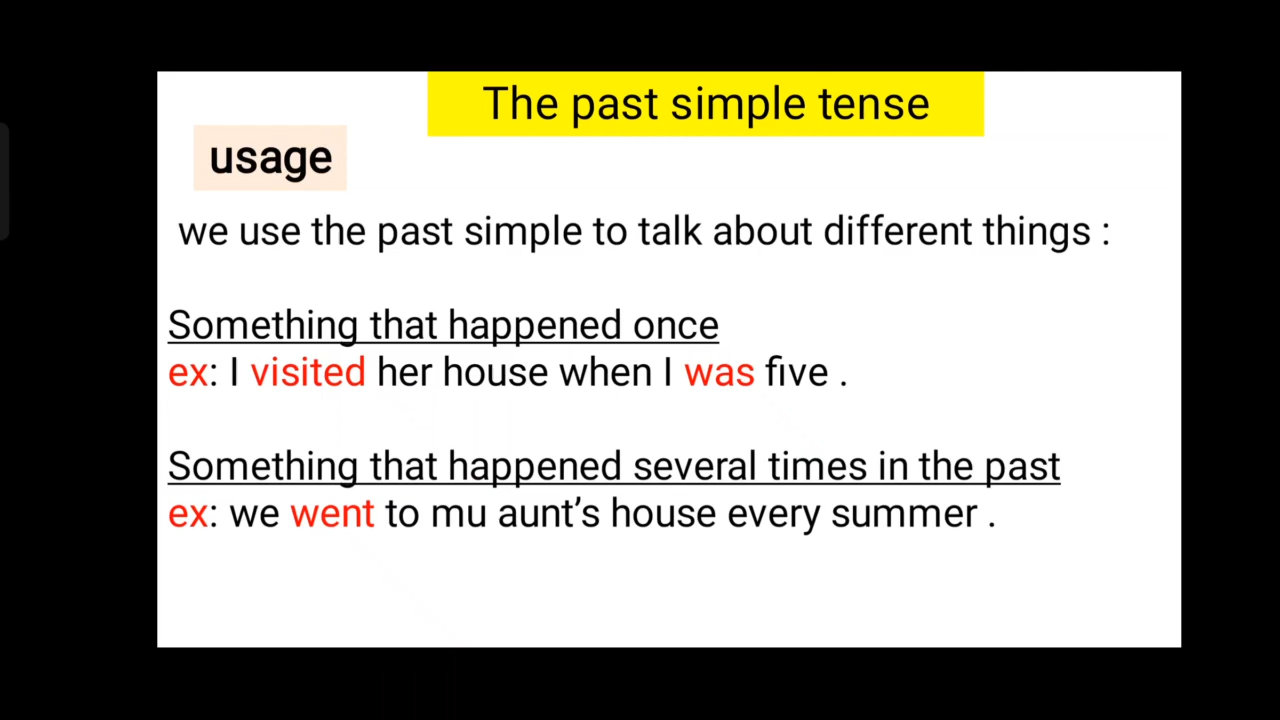 The past simple tense
usage
we use the past simple to talk about different things :
Something that happened once
ex: I visited her house when I was five .
Something that happened several times in the past
ex: we went to mu aunt’s house every summer .